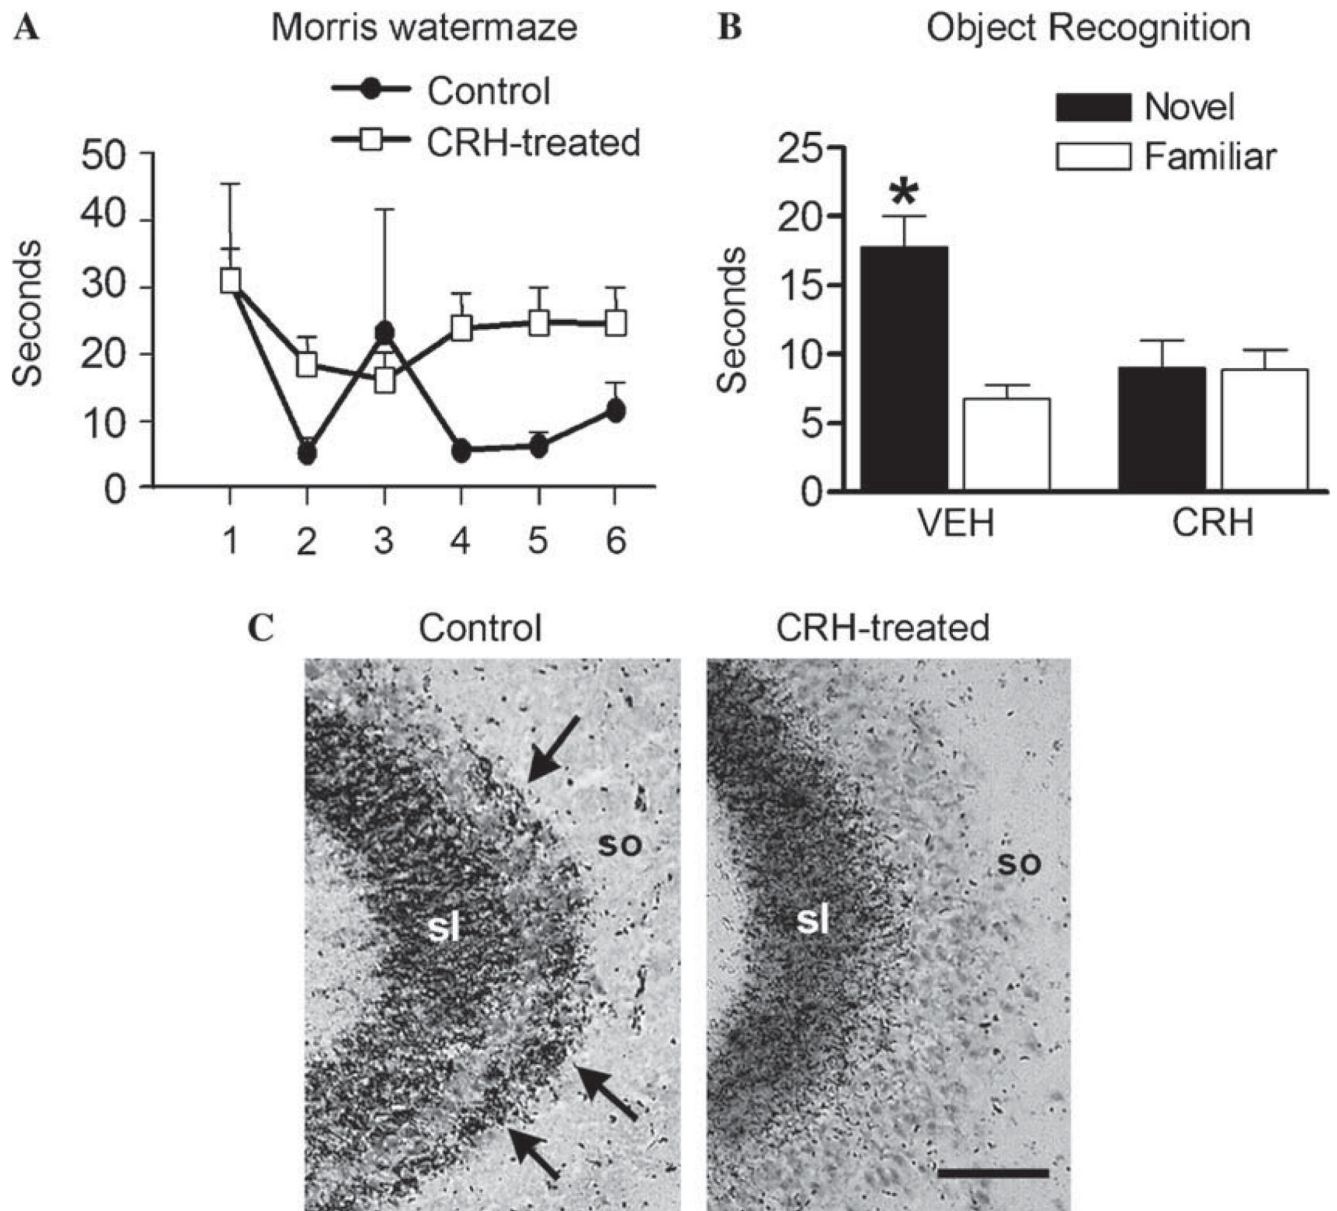 A Morris watermaze
Control
CRH-treated
50
40
30
20
10
0
Seconds
1 2 3 4 5 6
B Object Recognition
Novel
Familiar
25
20
15
10
5
0
Seconds
*
VEH CRH
C Control CRH-treated
so
sl
so
sl